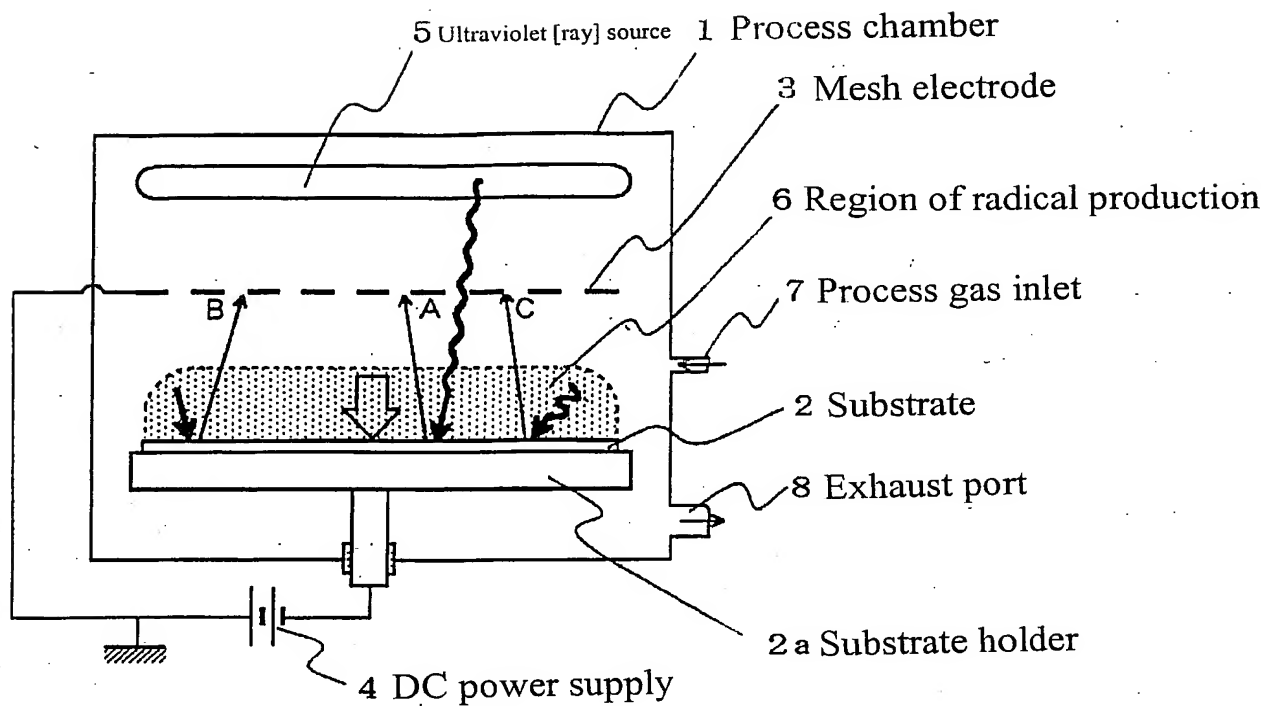 5 Ultraviolet [ray] source
1 Process chamber
3 Mesh electrode
6 Region of radical production
B
A
C
7 Process gas inlet
2 Substrate
8 Exhaust port
2a Substrate holder
4 DC power supply